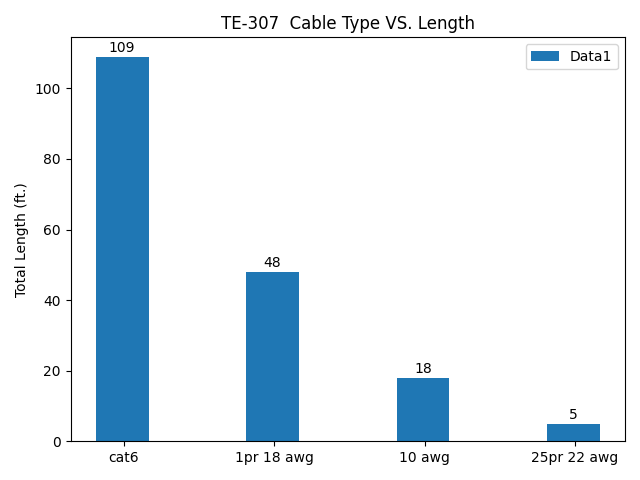 TE-307  Cable Type VS. Length
Data1
109
48
18
5
Total Length (ft.)
100
80
60
40
20
0
cat6
1pr 18 awg
10 awg
25pr 22 awg